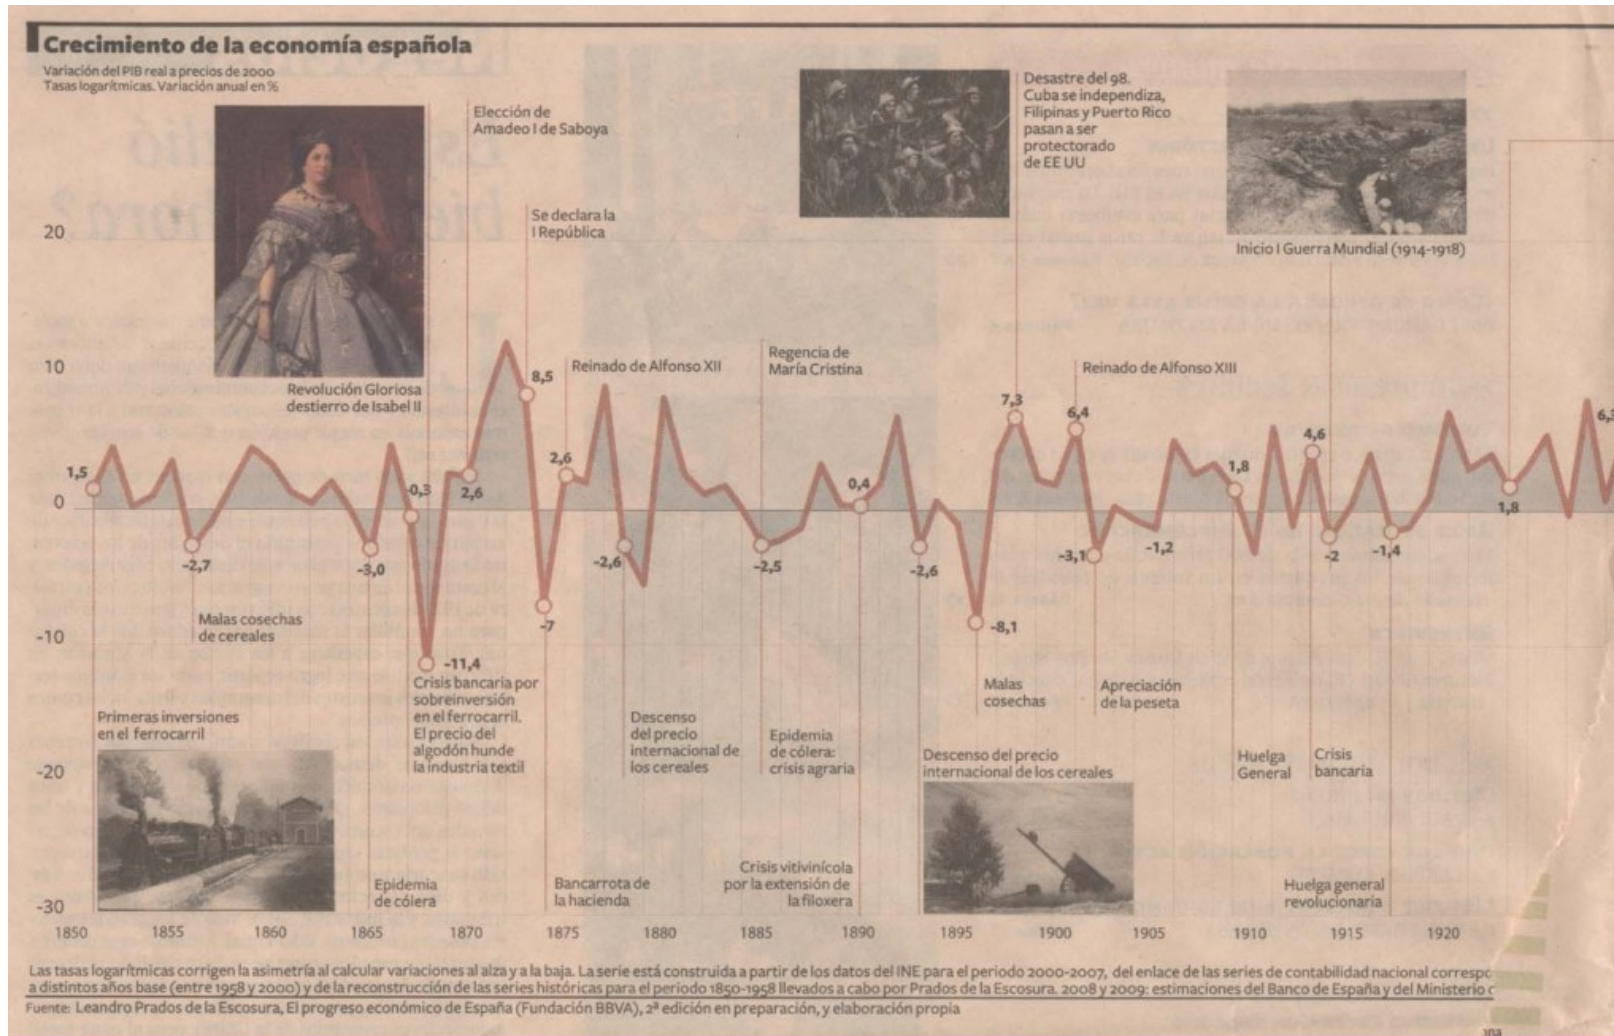 Crecimiento de la economía española
Variación del PIB real a precios de 2000
Tasas logarítmicas. Variación anual en %
Elección de
Amadeo I de Saboya
Se declara la
I República
Desastre del 98.
Cuba se independiza,
Filipinas y Puerto Rico
pasan a ser
protectorado
de EE UU
Inicio I Guerra Mundial (1914-1918)
Revolución Gloriosa
destierro de Isabel II
Reinado de Alfonso XII
Regencia de
María Cristina
Reinado de Alfonso XIII
20
10
0
-10
-20
-30
1,5
-2,7
-3,0
-0,3
-11,4
2,6
8,5
-7
2,6
-2,6
-2,5
0,4
-2,6
-8,1
7,3
6,4
-3,1
-1,2
1,8
4,6
-2
-1,4
1,8
6,3
Malas cosechas
de cereales
Primeras inversiones
en el ferrocarril
Epidemia
de cólera
Crisis bancaria por
sobreinversión
en el ferrocarril.
El precio del
algodón hunde
la industria textil
Bancarrota de
la hacienda
Descenso
del precio
internacional de
los cereales
Epidemia
de cólera:
crisis agraria
Crisis vitivinícola
por la extensión de
la filoxera
Descenso del precio
internacional de los cereales
Malas
cosechas
Apreciación
de la peseta
Huelga
General
Crisis
bancaria
Huelga general
revolucionaria
1850 1855 1860 1865 1870 1875 1880 1885 1890 1895 1900 1905 1910 1915 1920
Las tasas logarítmicas corrigen la asimetría al calcular variaciones al alza y a la baja. La serie está construida a partir de los datos del INE para el periodo 2000-2007, del enlace de las series de contabilidad nacional correspo
a distintos años base (entre 1958 y 2000) y de la reconstrucción de las series históricas para el periodo 1850-1958 llevados a cabo por Prados de la Escosura. 2008 y 2009: estimaciones del Banco de España y del Ministerio
Fuente: Leandro Prados de la Escosura, El progreso económico de España (Fundación BBVA), 2ª edición en preparación, y elaboración propia